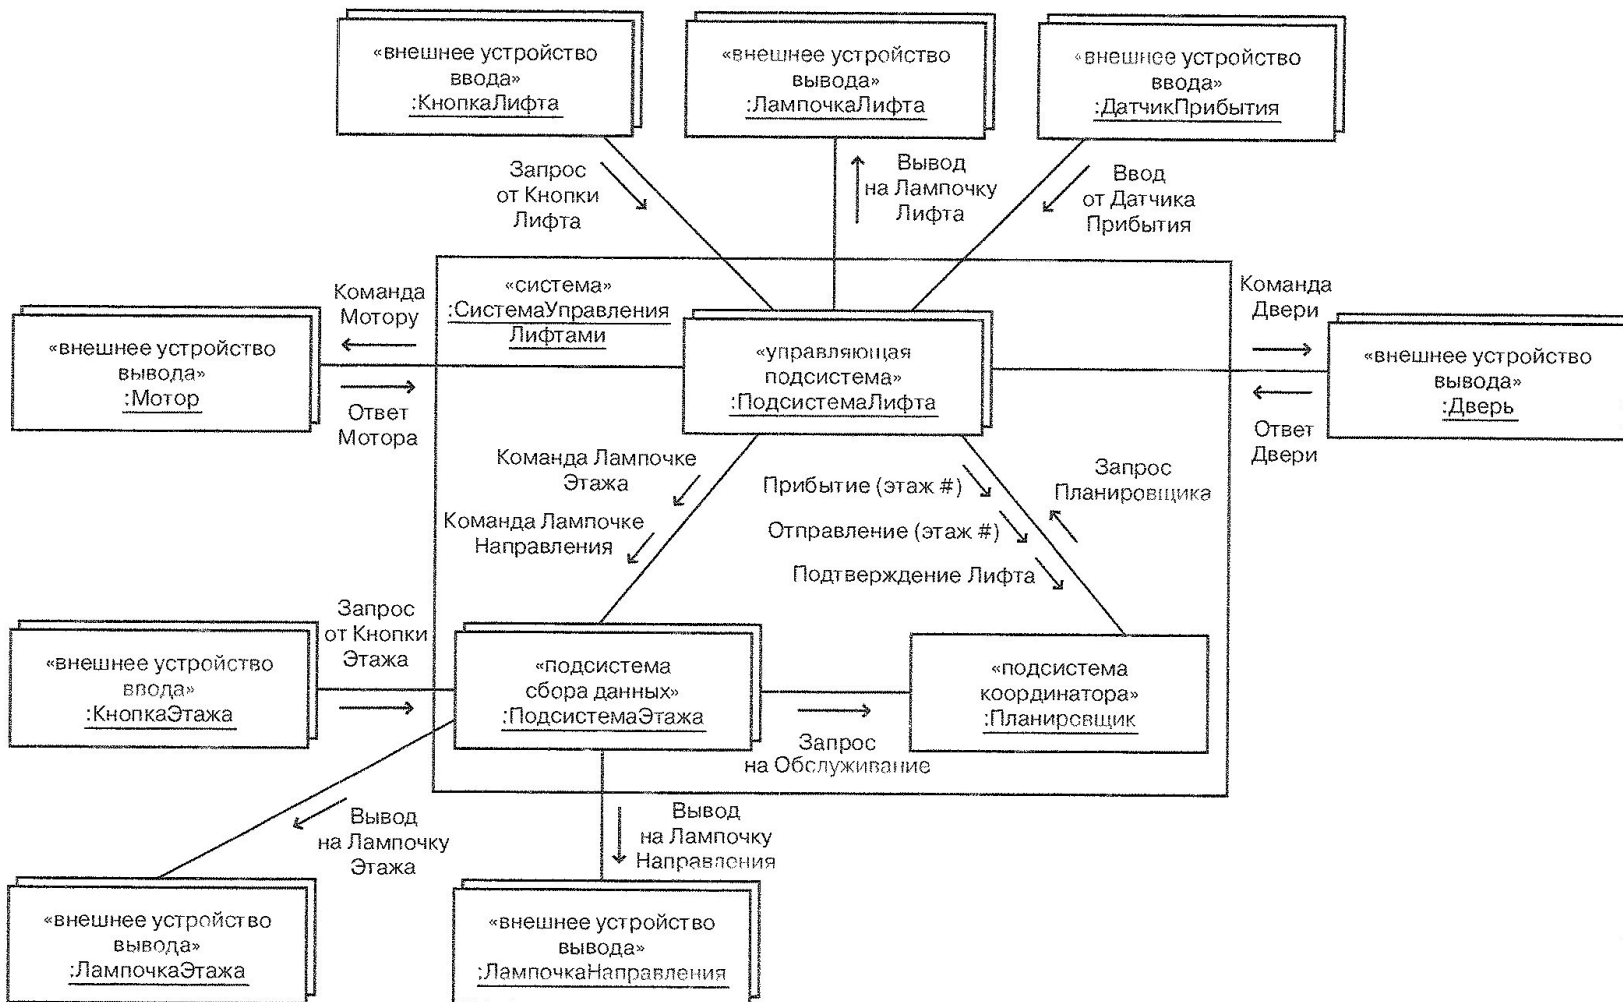 «внешнее устройство
ввода»
:КнопкаЛифта
«внешнее устройство
вывода»
:ЛампочкаЛифта
«внешнее устройство
ввода»
:ДатчикПрибытия
Запрос
от Кнопки
Лифта
Вывод
на Лампочку
Лифта
Ввод
от Датчика
Прибытия
Команда
Мотору
«система»
:СистемаУправления
Лифтами
Команда
Двери
«внешнее устройство
вывода»
:Мотор
Ответ
Мотора
«управляющая
подсистема»
:ПодсистемаЛифта
«внешнее устройство
вывода»
:Дверь
Ответ
Двери
Команда Лампочке
Этажа
Команда Лампочке
Направления
Прибытие (этаж #)
Отправление (этаж #)
Подтверждение Лифта
Запрос
Планировщика
Запрос
от Кнопки
Этажа
«внешнее устройство
ввода»
:КнопкаЭтажа
«подсистема
сбора данных»
:ПодсистемаЭтажа
«подсистема
координатора»
:Планировщик
Запрос
на Обслуживание
Вывод
на Лампочку
Этажа
Вывод
на Лампочку
Направления
«внешнее устройство
вывода»
:ЛампочкаЭтажа
«внешнее устройство
вывода»
:ЛампочкаНаправления